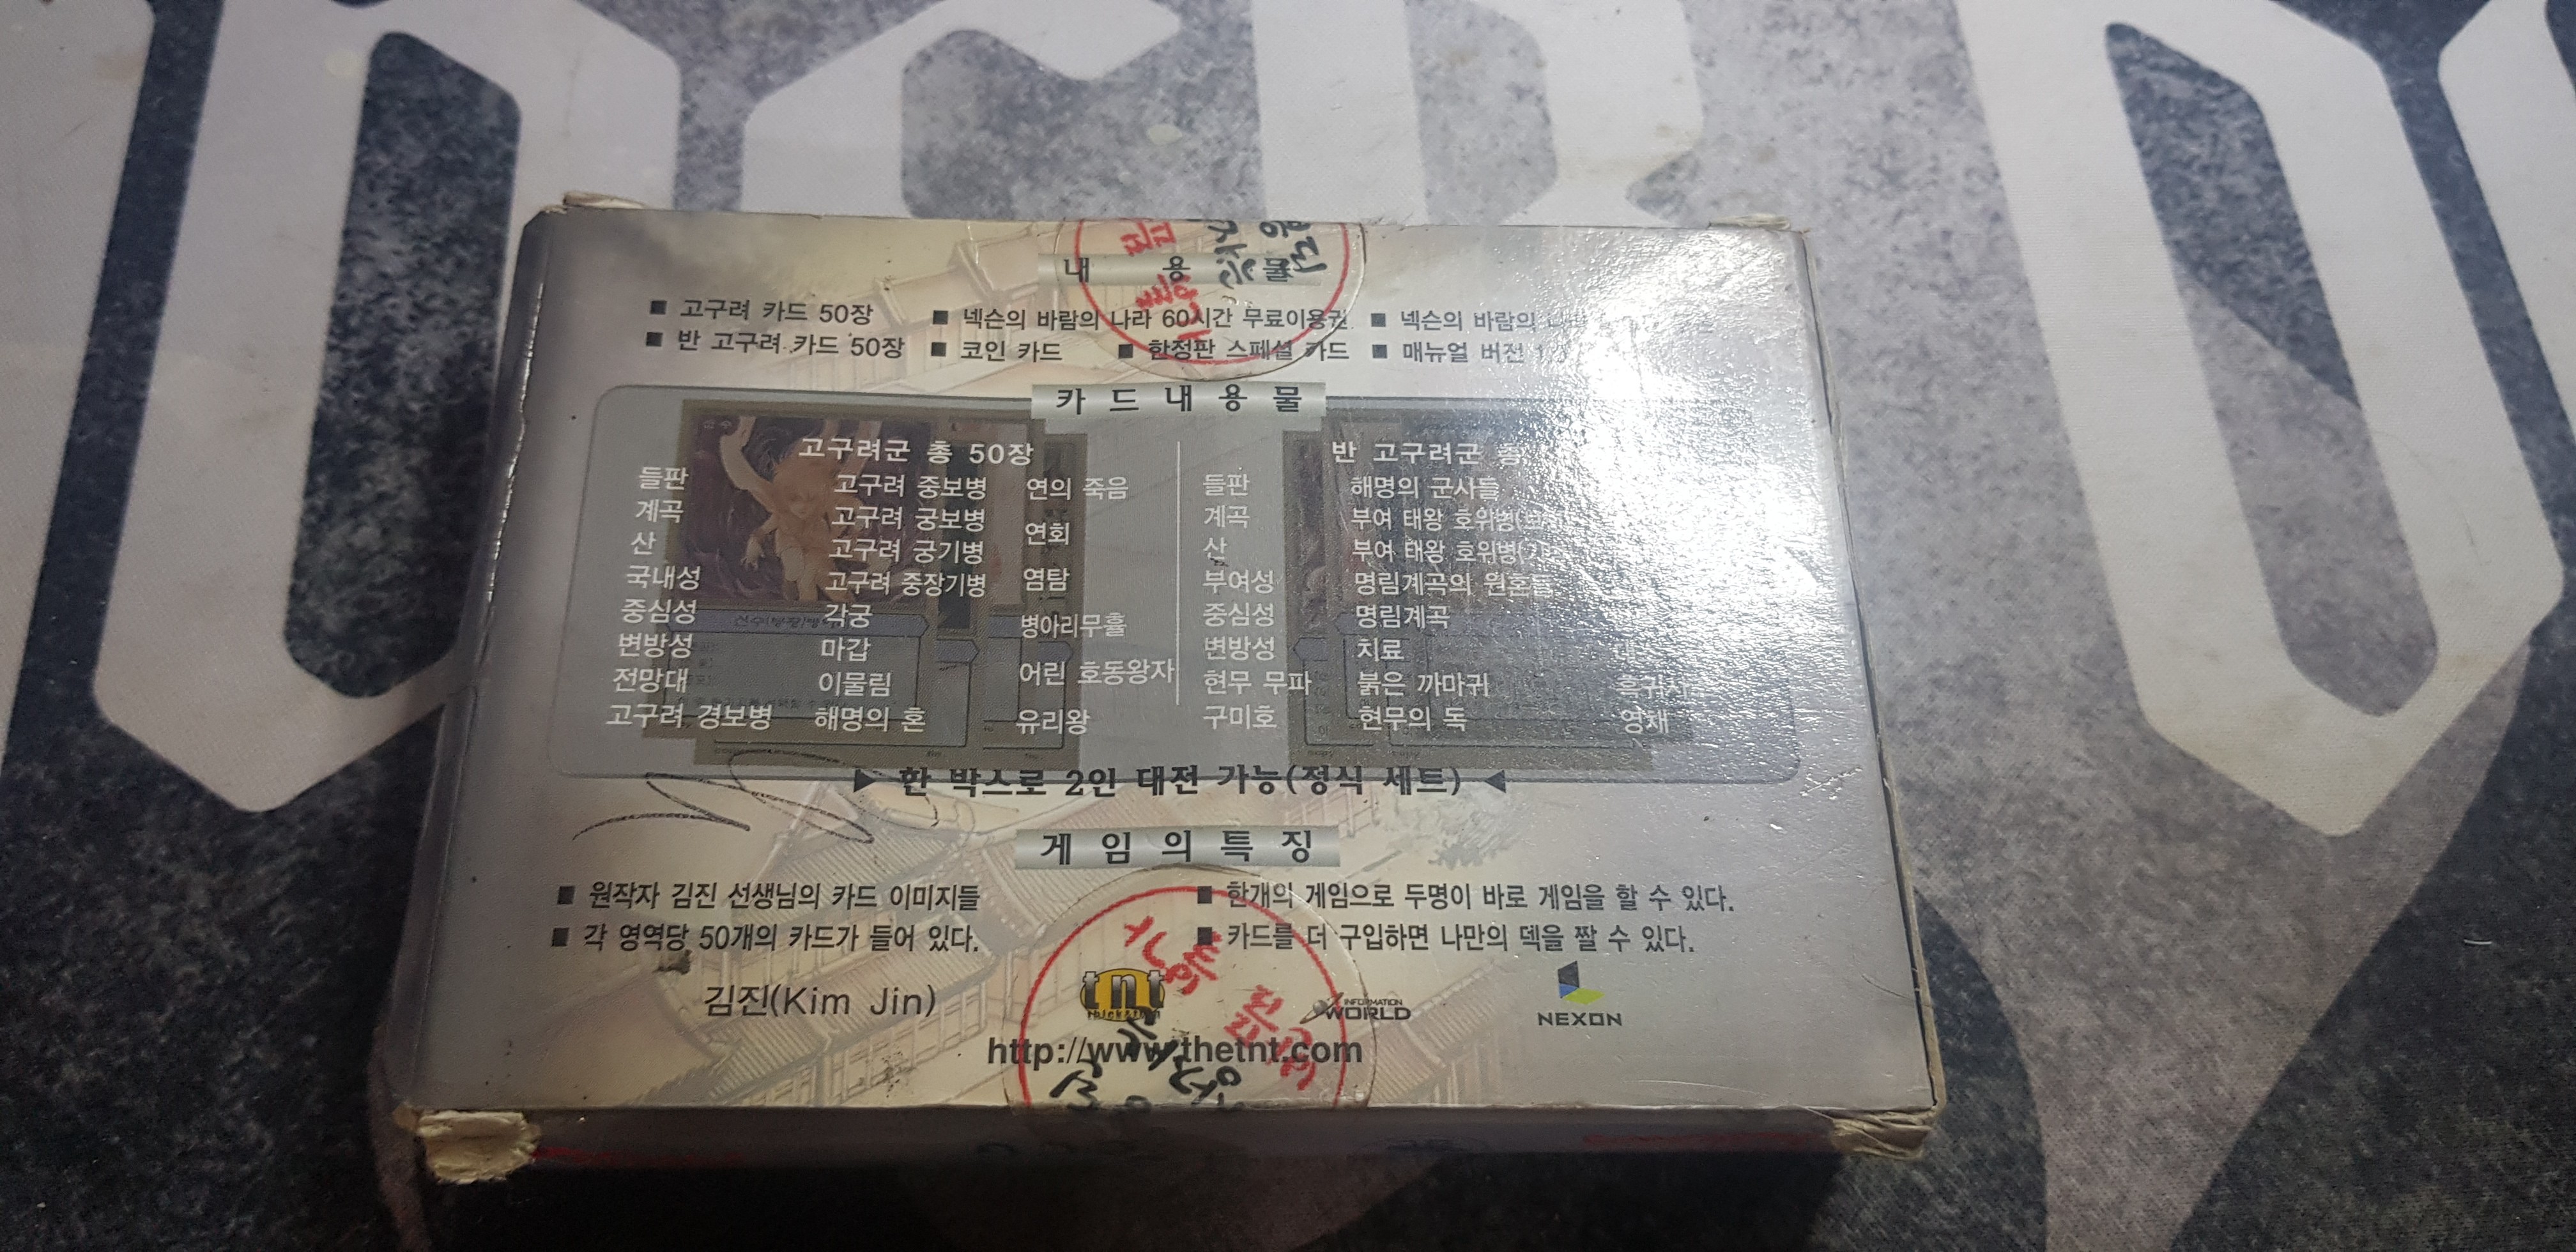 내 용 물
■ 고구려 카드 50장 ■ 넥슨의 바람의 나라 60시간 무료이용권 ■ 넥슨의 바람의
■ 반 고구려 카드 50장 ■ 코인 카드 ■ 한정판 스페셜 카드 ■ 매뉴얼 버전
카 드 내 용 물
고구려군 총 50장
들판 고구려 중보병 연의 죽음
계곡 고구려 궁보병
연회
산 고구려 궁기병
국내성 고구려 중장기병 염탐
중심성 각궁
병아리무휼
변방성 마갑
전망대 이물림 어린 호동왕자
고구려 경보병 해명의 혼 유리왕
반 고구려군
들판 해명의 군사들
계곡 부여 태왕 호위병
산 부여 태왕 호위병
부여성 명림계곡의 원혼들
중심성 명림계곡
변방성 치료
현무 무파 붉은 까마귀
구미호 현무의 독 영채
▶ 한 박스로 2인 대전 가능(정식 세트) ◀
게 임 의 특 징
■ 원작자 김진 선생님의 카드 이미지들
■ 각 영역당 50개의 카드가 들어 있다.
■ 한개의 게임으로 두명이 바로 게임을 할 수 있다.
■ 카드를 더 구입하면 나만의 덱을 짤 수 있다.
김진(Kim Jin)
tnt
INFORMATION
WORLD
NEXON
http://www.thetnt.com